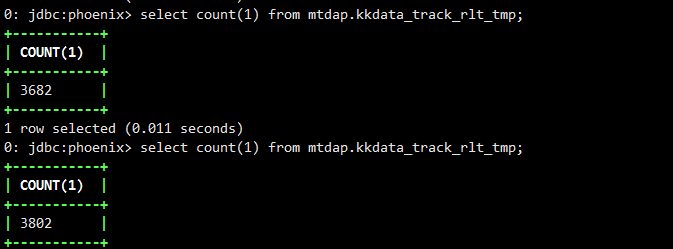 0: jdbc:phoenix> select count(1) from mtdap.kkdata_track_rlt_tmp;
+-----------+
| COUNT(1)  |
+-----------+
| 3682      |
+-----------+
1 row selected (0.011 seconds)
0: jdbc:phoenix> select count(1) from mtdap.kkdata_track_rlt_tmp;
+-----------+
| COUNT(1)  |
+-----------+
| 3802      |
+-----------+